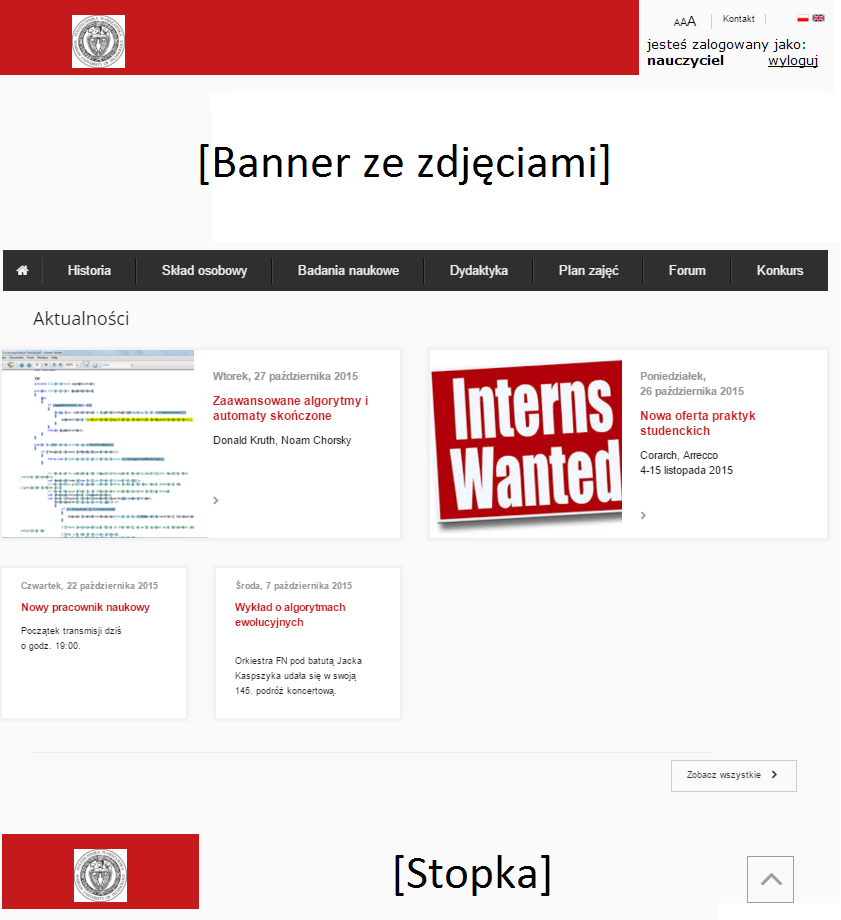 AAA Kontakt
jesteś zalogowany jako:
nauczyciel wyloguj
[Banner ze zdjęciami]
Historia Skład osobowy Badania naukowe Dydaktyka Plan zajęć Forum Konkurs
Aktualności
Wtorek, 27 października 2015
Zaawansowane algorytmy i
automaty skończone
Donald Kruth, Noam Chorsky
Interns
Wanted
Poniedziałek,
26 października 2015
Nowa oferta praktyk
studenckich
Corarch, Arrecco
4-15 listopada 2015
Czwartek, 22 października 2015
Nowy pracownik naukowy
Początek transmisji dziś
o godz. 19:00.
Środa, 7 października 2015
Wykład o algorytmach
ewolucyjnych
Orkiestra FN pod batutą Jacka
Kaspszyka udała się w swoją
145. podróż koncertową.
Zobacz wszystkie
[Stopka]